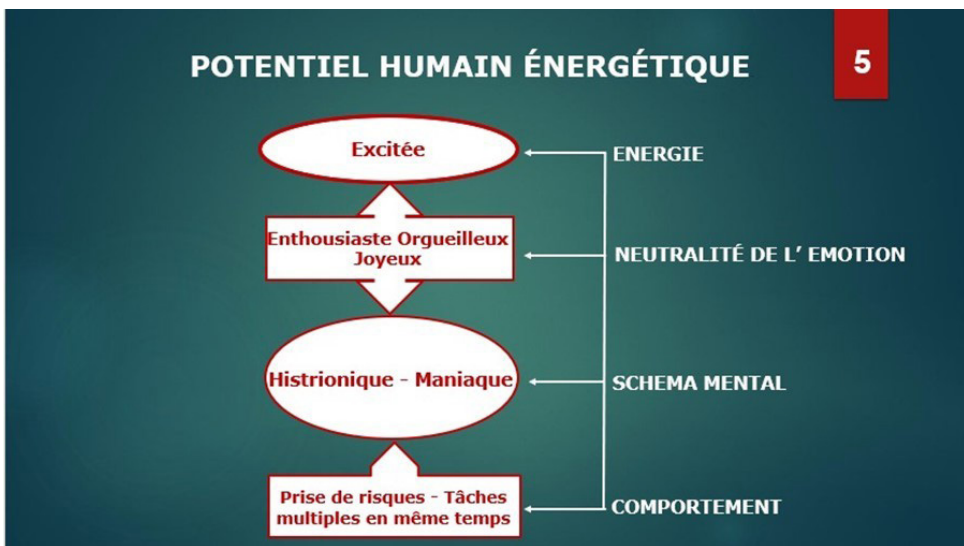 POTENTIEL HUMAIN ÉNERGÉTIQUE
5
Excitée
ENERGIE
Enthousiaste Orgueilleux
Joyeux
NEUTRALITÉ DE L' EMOTION
Histrionique - Maniaque
SCHEMA MENTAL
Prise de risques - Tâches
multiples en même temps
COMPORTEMENT